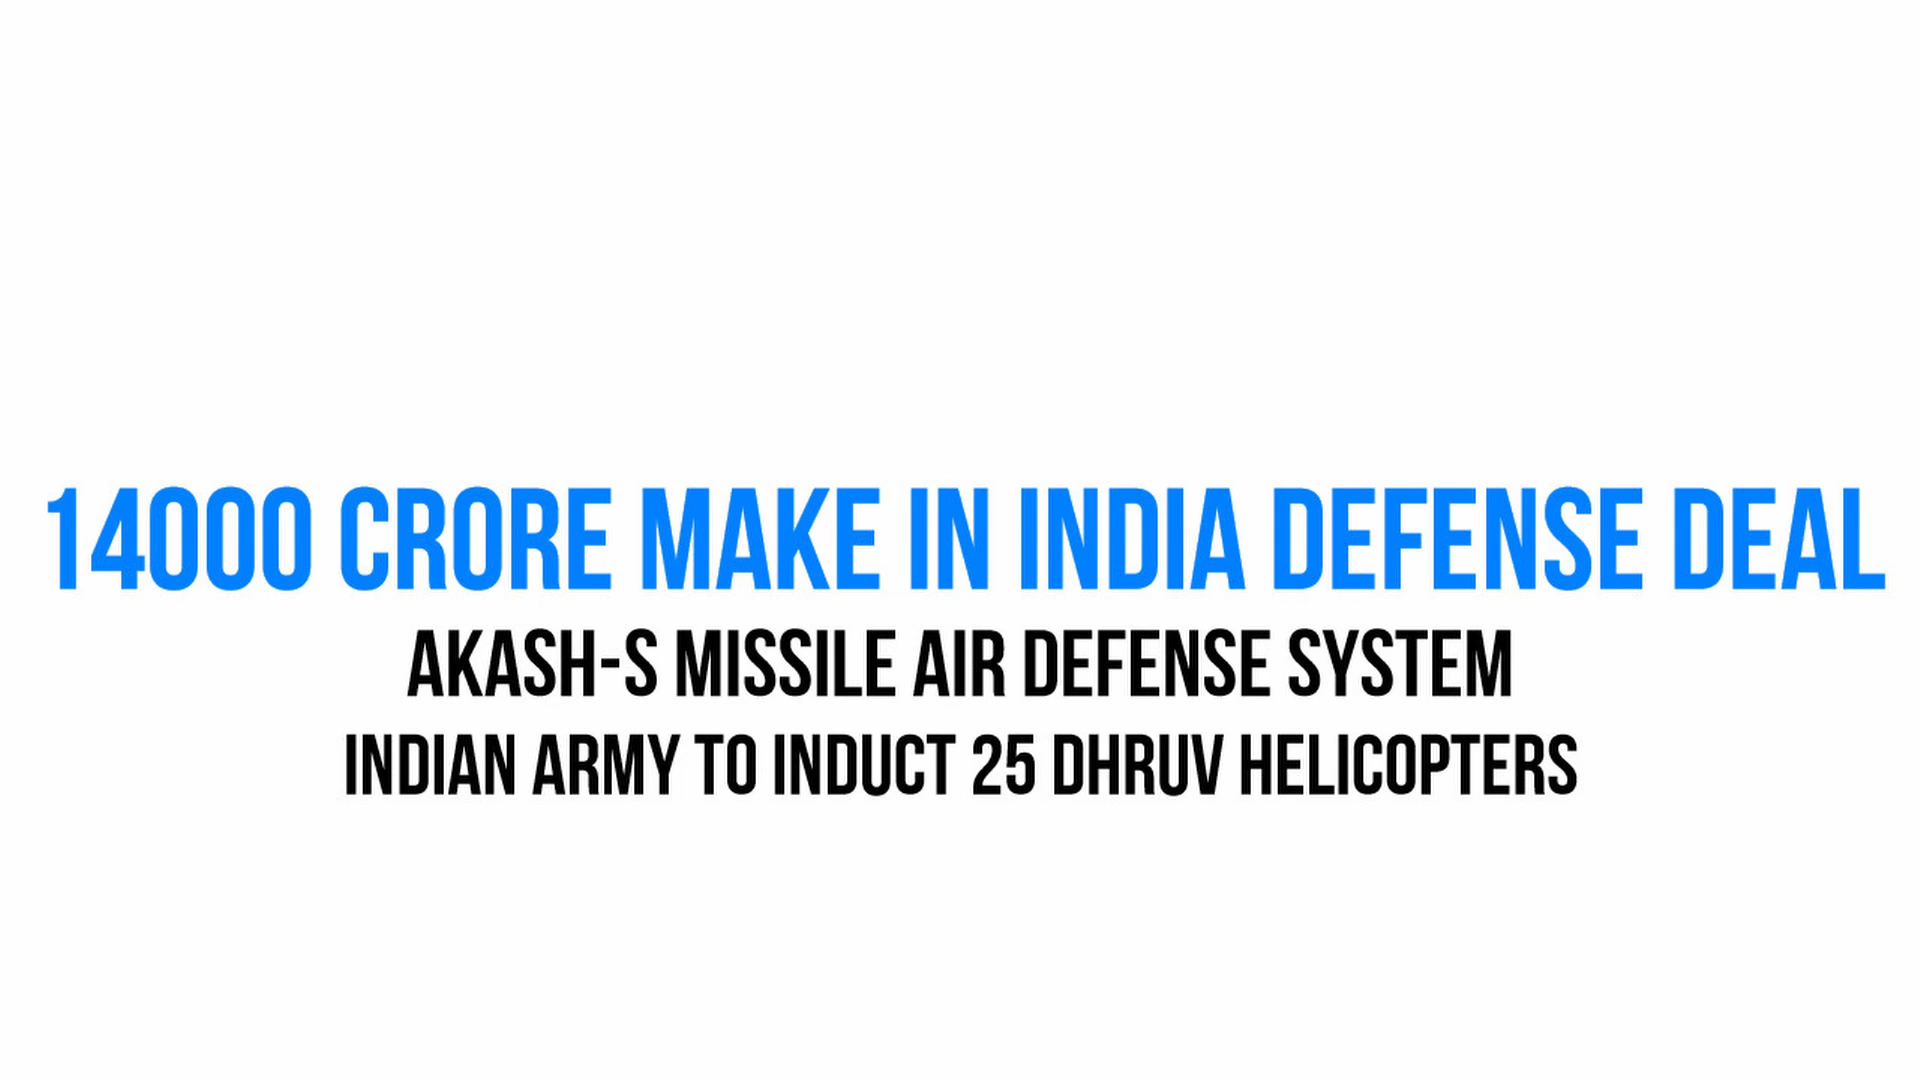 14000 CRORE MAKE IN INDIA DEFENSE DEAL
AKASH-S MISSILE AIR DEFENSE SYSTEM
INDIAN ARMY TO INDUCT 25 DHRUV HELICOPTERS